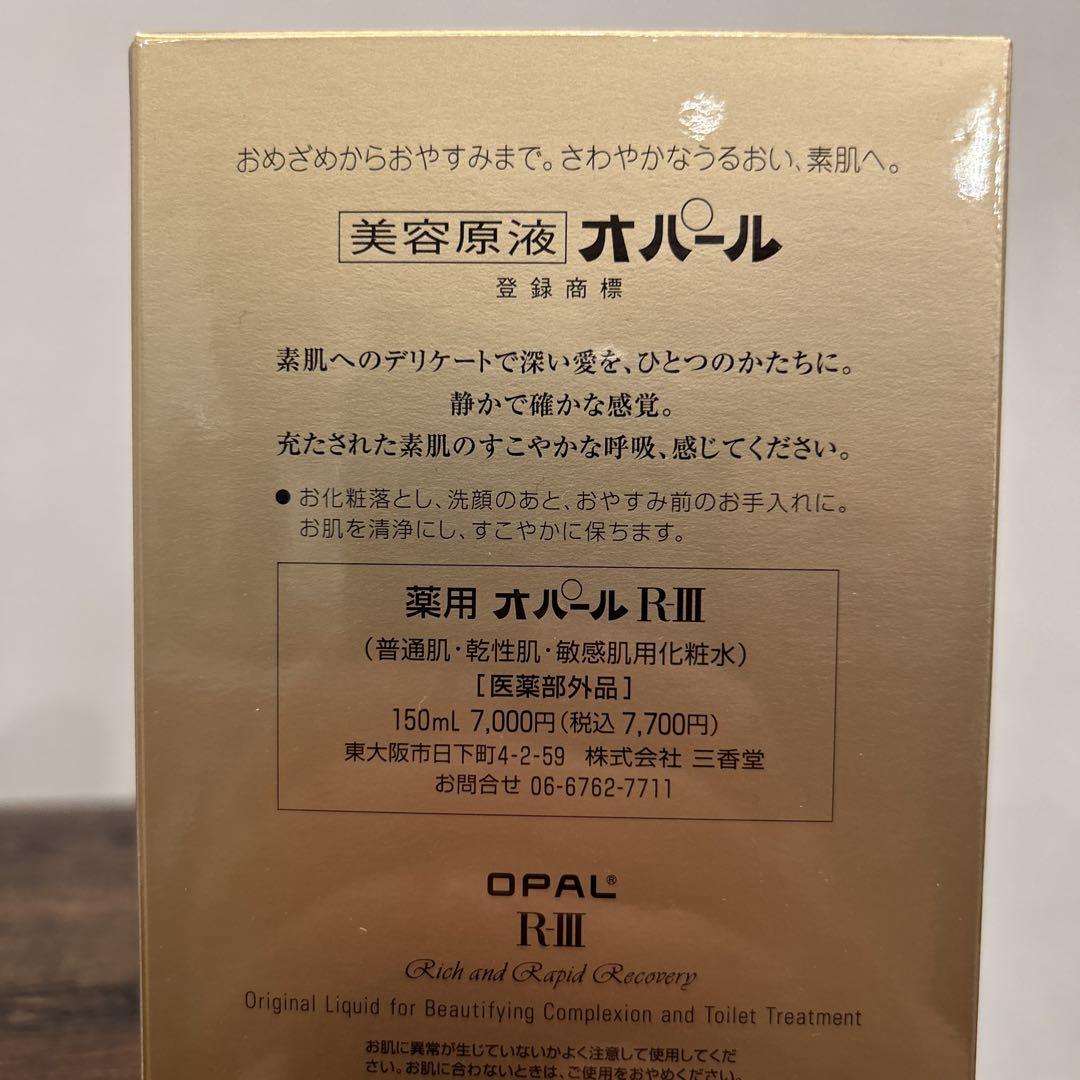 おめざめからおやすみまで。さわやかなうるおい、素肌へ。
美容原液 オパール
登録商標
素肌へのデリケートで深い愛を、ひとつのかたちに。
静かで確かな感覚。
充たされた素肌のすこやかな呼吸、感じてください。
● お化粧落とし、洗顔のあと、おやすみ前のお手入れに。
お肌を清浄にし、すこやかに保ちます。
薬用 オパール R-III
(普通肌・乾性肌・敏感肌用化粧水)
[医薬部外品]
150mL 7,000円(税込 7,700円)
東大阪市日下町4-2-59 株式会社 三香堂
お問合せ 06-6762-7711
OPAL®
R-III
Rich and Rapid Recovery
Original Liquid for Beautifying Complexion and Toilet Treatment
お肌に異常が生じていないかよく注意して使用してくだ
さい。お肌に合わないときは、ご使用をおやめください。